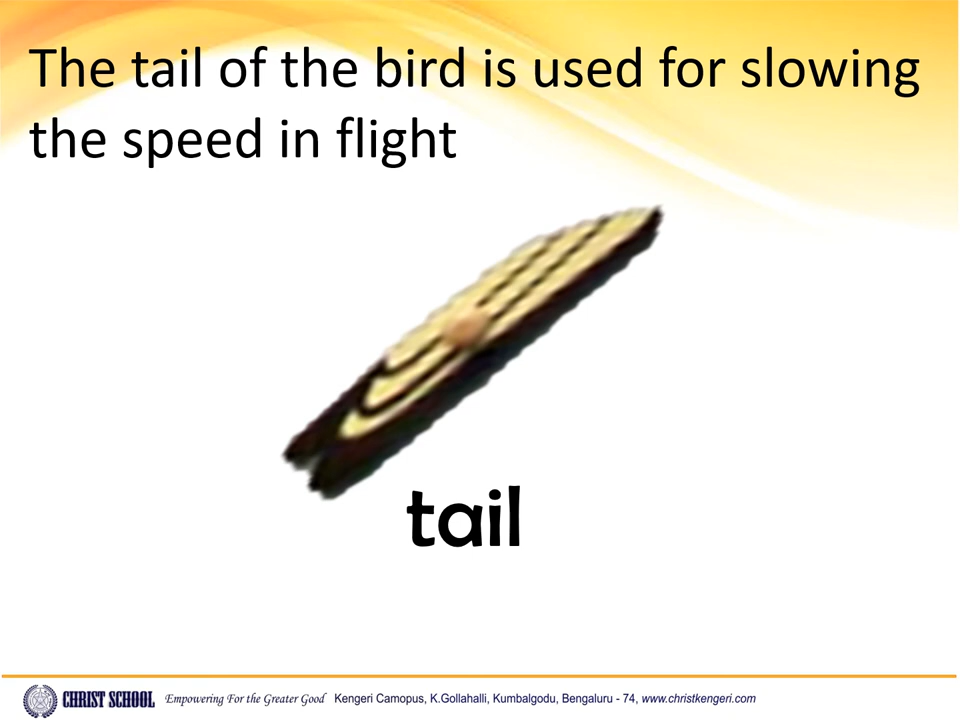 The tail of the bird is used for slowing
the speed in flight
tail
CHRIST SCHOOL Empowering For the Greater Good Kengeri Camopus, K.Gollahalli, Kumbalgodu, Bengaluru - 74, www.christkengeri.com